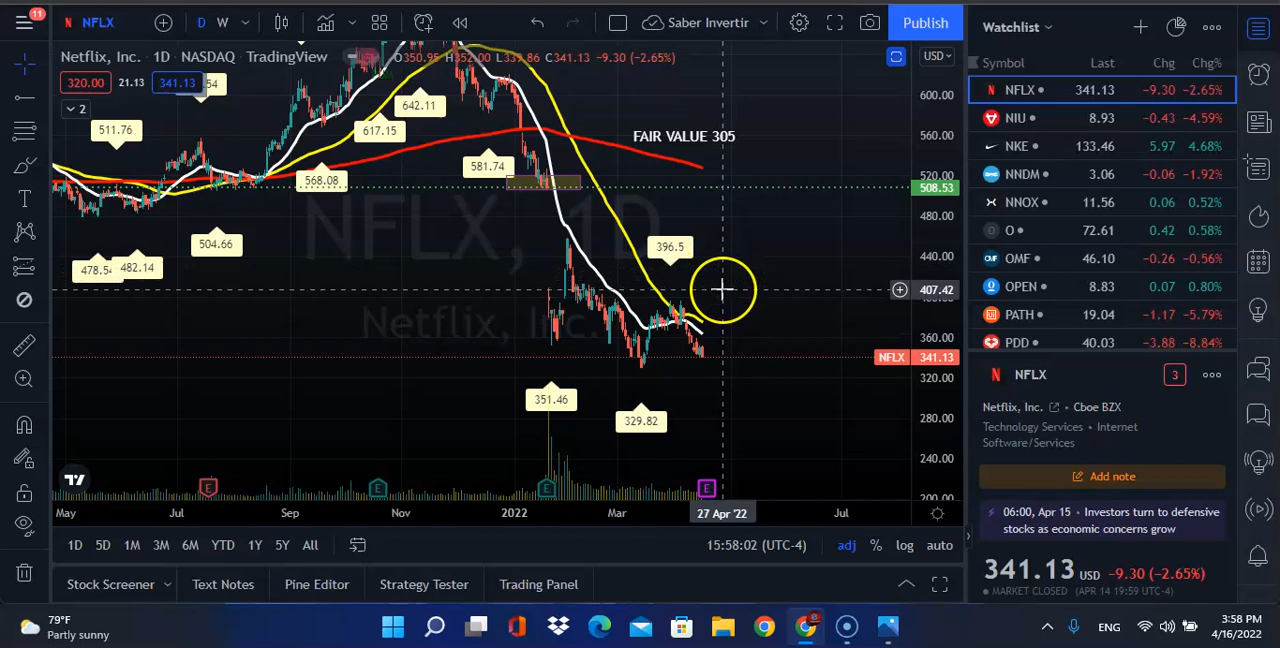 11 NFLX D W Saber Invertir Publish
Netflix, Inc. 1D NASDAQ TradingView O350.95 H352.00 L339.86 C341.13 −9.30 (−2.65%) USD
320.00 21.13 341.13
2
511.76
478.54 482.14
504.66
568.08
617.15
642.11
581.74
FAIR VALUE 305
396.5
351.46
329.82
NFLX, 1D
Netflix, Inc.
600.00
560.00
520.00
508.53
480.00
440.00
407.42
360.00
NFLX 341.13
320.00
280.00
240.00
200.00
E E E E
May Jul Sep Nov 2022 Mar 27 Apr '22 Jul
1D 5D 1M 3M 6M YTD 1Y 5Y All 15:58:02 (UTC-4) adj % log auto
Stock Screener Text Notes Pine Editor Strategy Tester Trading Panel
Watchlist
Symbol Last Chg Chg%
NFLX 341.13 −9.30 −2.65%
NIU 8.93 −0.43 −4.59%
NKE 133.46 5.97 4.68%
NNDM 3.06 −0.06 −1.92%
NNOX 11.56 0.06 0.52%
O 72.61 0.42 0.58%
OMF 46.10 −0.26 −0.56%
OPEN 8.83 0.07 0.80%
PATH 19.04 −1.17 −5.79%
PDD 40.03 −3.88 −8.84%
NFLX 3
Netflix, Inc. • Cboe BZX
Technology Services • Internet
Software/Services
Add note
06:00, Apr 15 • Investors turn to defensive
stocks as economic concerns grow
341.13 USD −9.30 (−2.65%)
MARKET CLOSED (APR 14 19:59 UTC-4)
79°F
Partly sunny
ENG
3:58 PM
4/16/2022